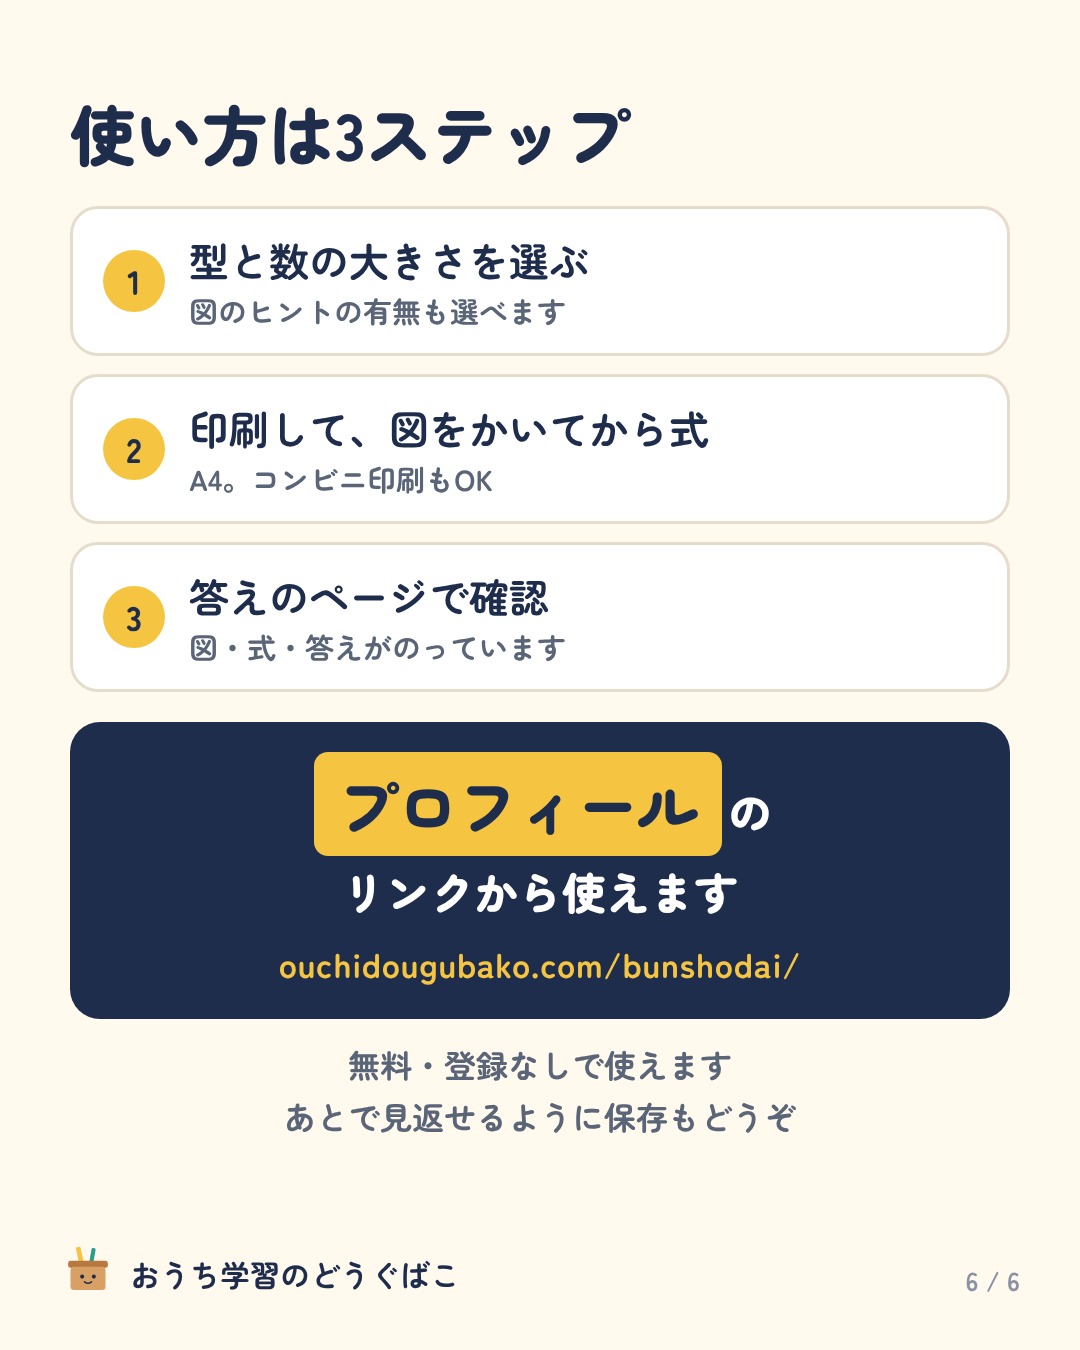 使い方は3ステップ
1
型と数の大きさを選ぶ
図のヒントの有無も選べます
2
印刷して、図をかいてから式
A4。コンビニ印刷もOK
3
答えのページで確認
図・式・答えがのっています
プロフィールの
リンクから使えます
ouchidougubako.com/bunshodai/
無料・登録なしで使えます
あとで見返せるように保存もどうぞ
おうち学習のどうぐばこ
6 / 6